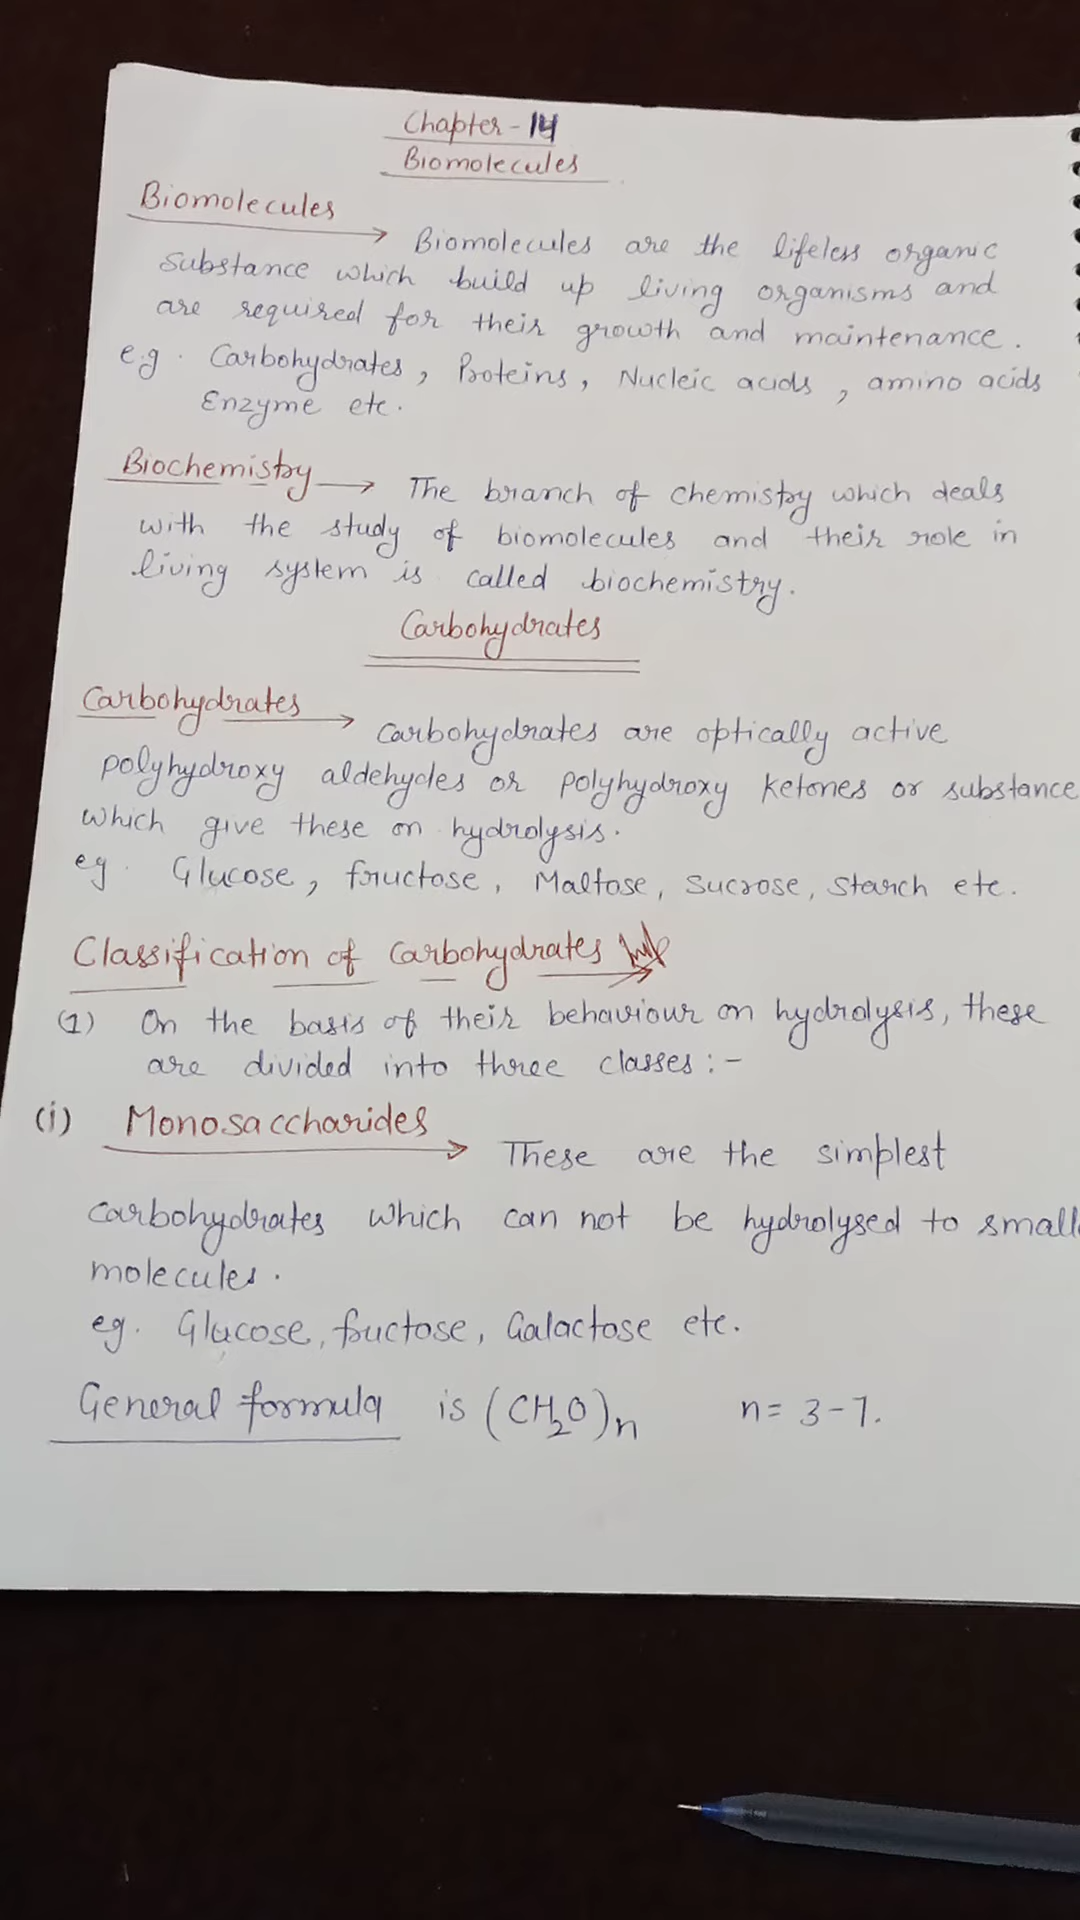 Chapter - 14
Biomolecules
Biomolecules → Biomolecules are the lifeless organic
substance which build up living organisms and
are required for their growth and maintenance.
e.g. Carbohydrates, Proteins, Nucleic acids, amino acids
Enzyme etc.
Biochemistry → The branch of chemistry which deals
with the study of biomolecules and their role in
living system is called biochemistry.
Carbohydrates
Carbohydrates → Carbohydrates are optically active
polyhydroxy aldehydes or polyhydroxy ketones or substance
which give these on hydrolysis.
eg. Glucose, fructose, Maltose, Sucrose, Starch etc.
Classification of Carbohydrates Imp
(1) On the basis of their behaviour on hydrolysis, these
are divided into three classes :-
(i) Monosaccharides → These are the simplest
carbohydrates which can not be hydrolysed to small
molecules.
eg. Glucose, fructose, Galactose etc.
General formula is (CH₂O)n n = 3-7.